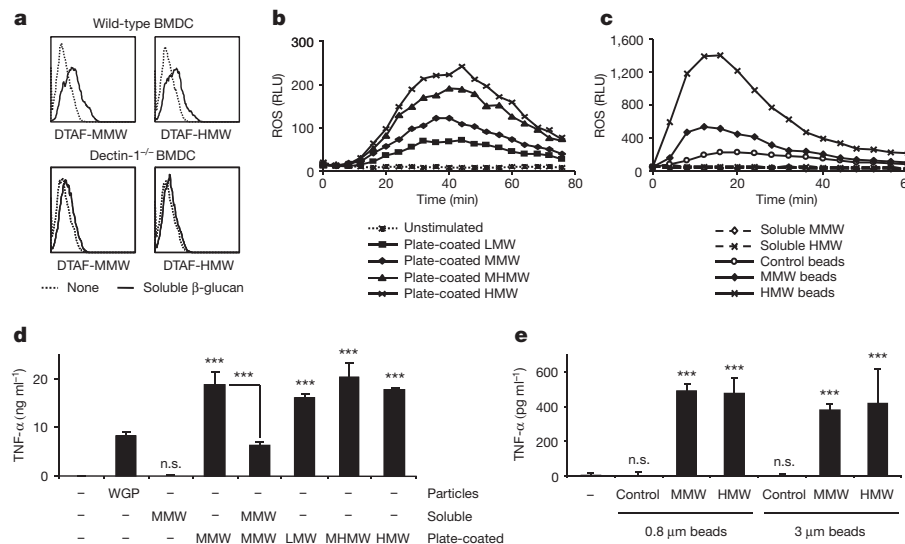 a
Wild-type BMDC
DTAF-MMW
DTAF-HMW
Dectin-1−/− BMDC
DTAF-MMW
DTAF-HMW
None
Soluble β-glucan
b
ROS (RLU)
300
200
100
0
0 20 40 60 80
Time (min)
Unstimulated
Plate-coated LMW
Plate-coated MMW
Plate-coated MHMW
Plate-coated HMW
c
ROS (RLU)
1,600
1,200
800
400
0
0 20 40
Time (min)
Soluble MMW
Soluble HMW
Control beads
MMW beads
HMW beads
d
TNF-α (ng ml−1)
20
10
0
n.s.
***
***
***
***
***
– WGP – – – – – – Particles
– – MMW – MMW – – – Soluble
– – – MMW MMW LMW MHMW HMW Plate-coated
e
TNF-α (pg ml−1)
600
400
200
0
n.s.
***
***
n.s.
***
***
– Control MMW HMW Control MMW HMW
0.8 μm beads
3 μm beads